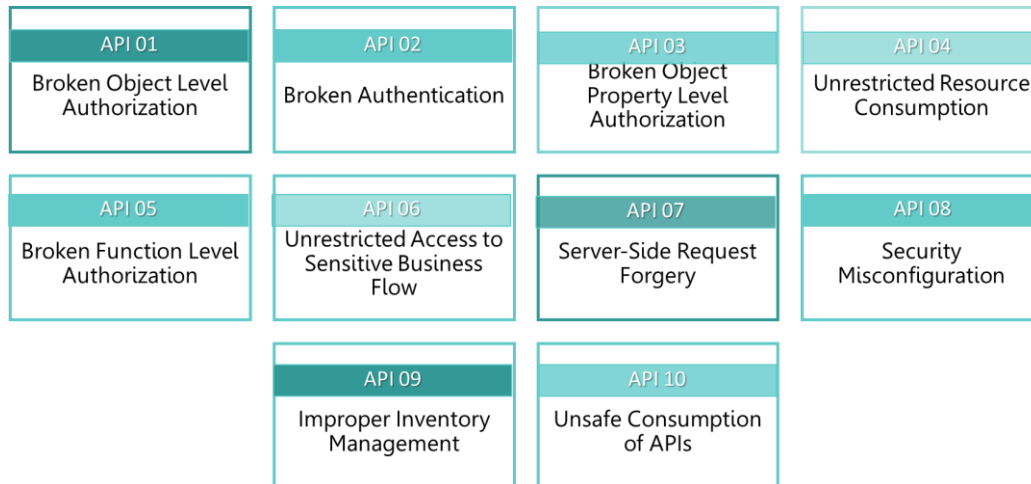 API 01
Broken Object Level
Authorization
API 02
Broken Authentication
API 03
Broken Object
Property Level
Authorization
API 04
Unrestricted Resource
Consumption
API 05
Broken Function Level
Authorization
API 06
Unrestricted Access to
Sensitive Business
Flow
API 07
Server-Side Request
Forgery
API 08
Security
Misconfiguration
API 09
Improper Inventory
Management
API 10
Unsafe Consumption
of APIs